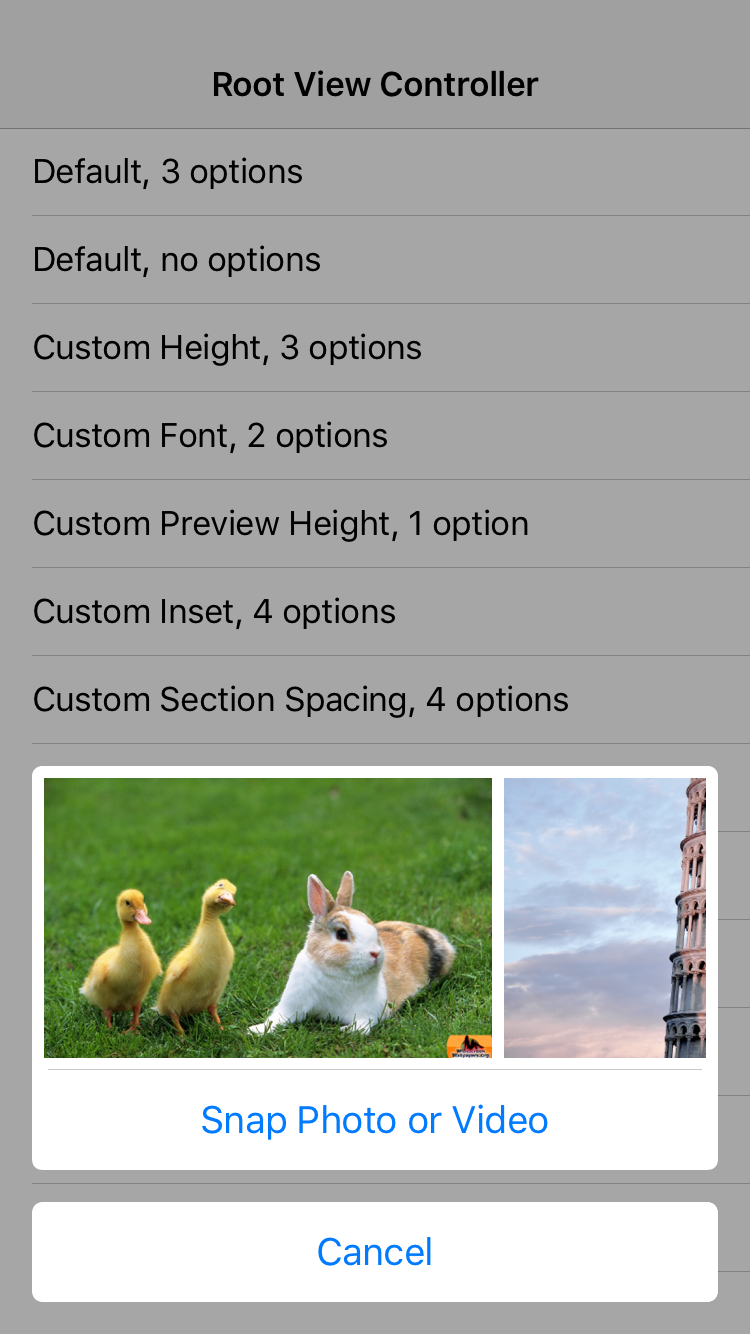 Root View Controller
Default, 3 options
Default, no options
Custom Height, 3 options
Custom Font, 2 options
Custom Preview Height, 1 option
Custom Inset, 4 options
Custom Section Spacing, 4 options
Snap Photo or Video
Cancel